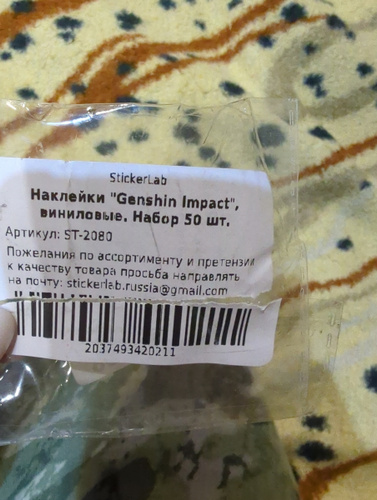 StickerLab
Наклейки "Genshin Impact",
виниловые. Набор 50 шт.
Артикул: ST-2080
Пожелания по ассортименту и претензии
к качеству товара просьба направлять
на почту: stickerlab.russia@gmail.com
2037493420211